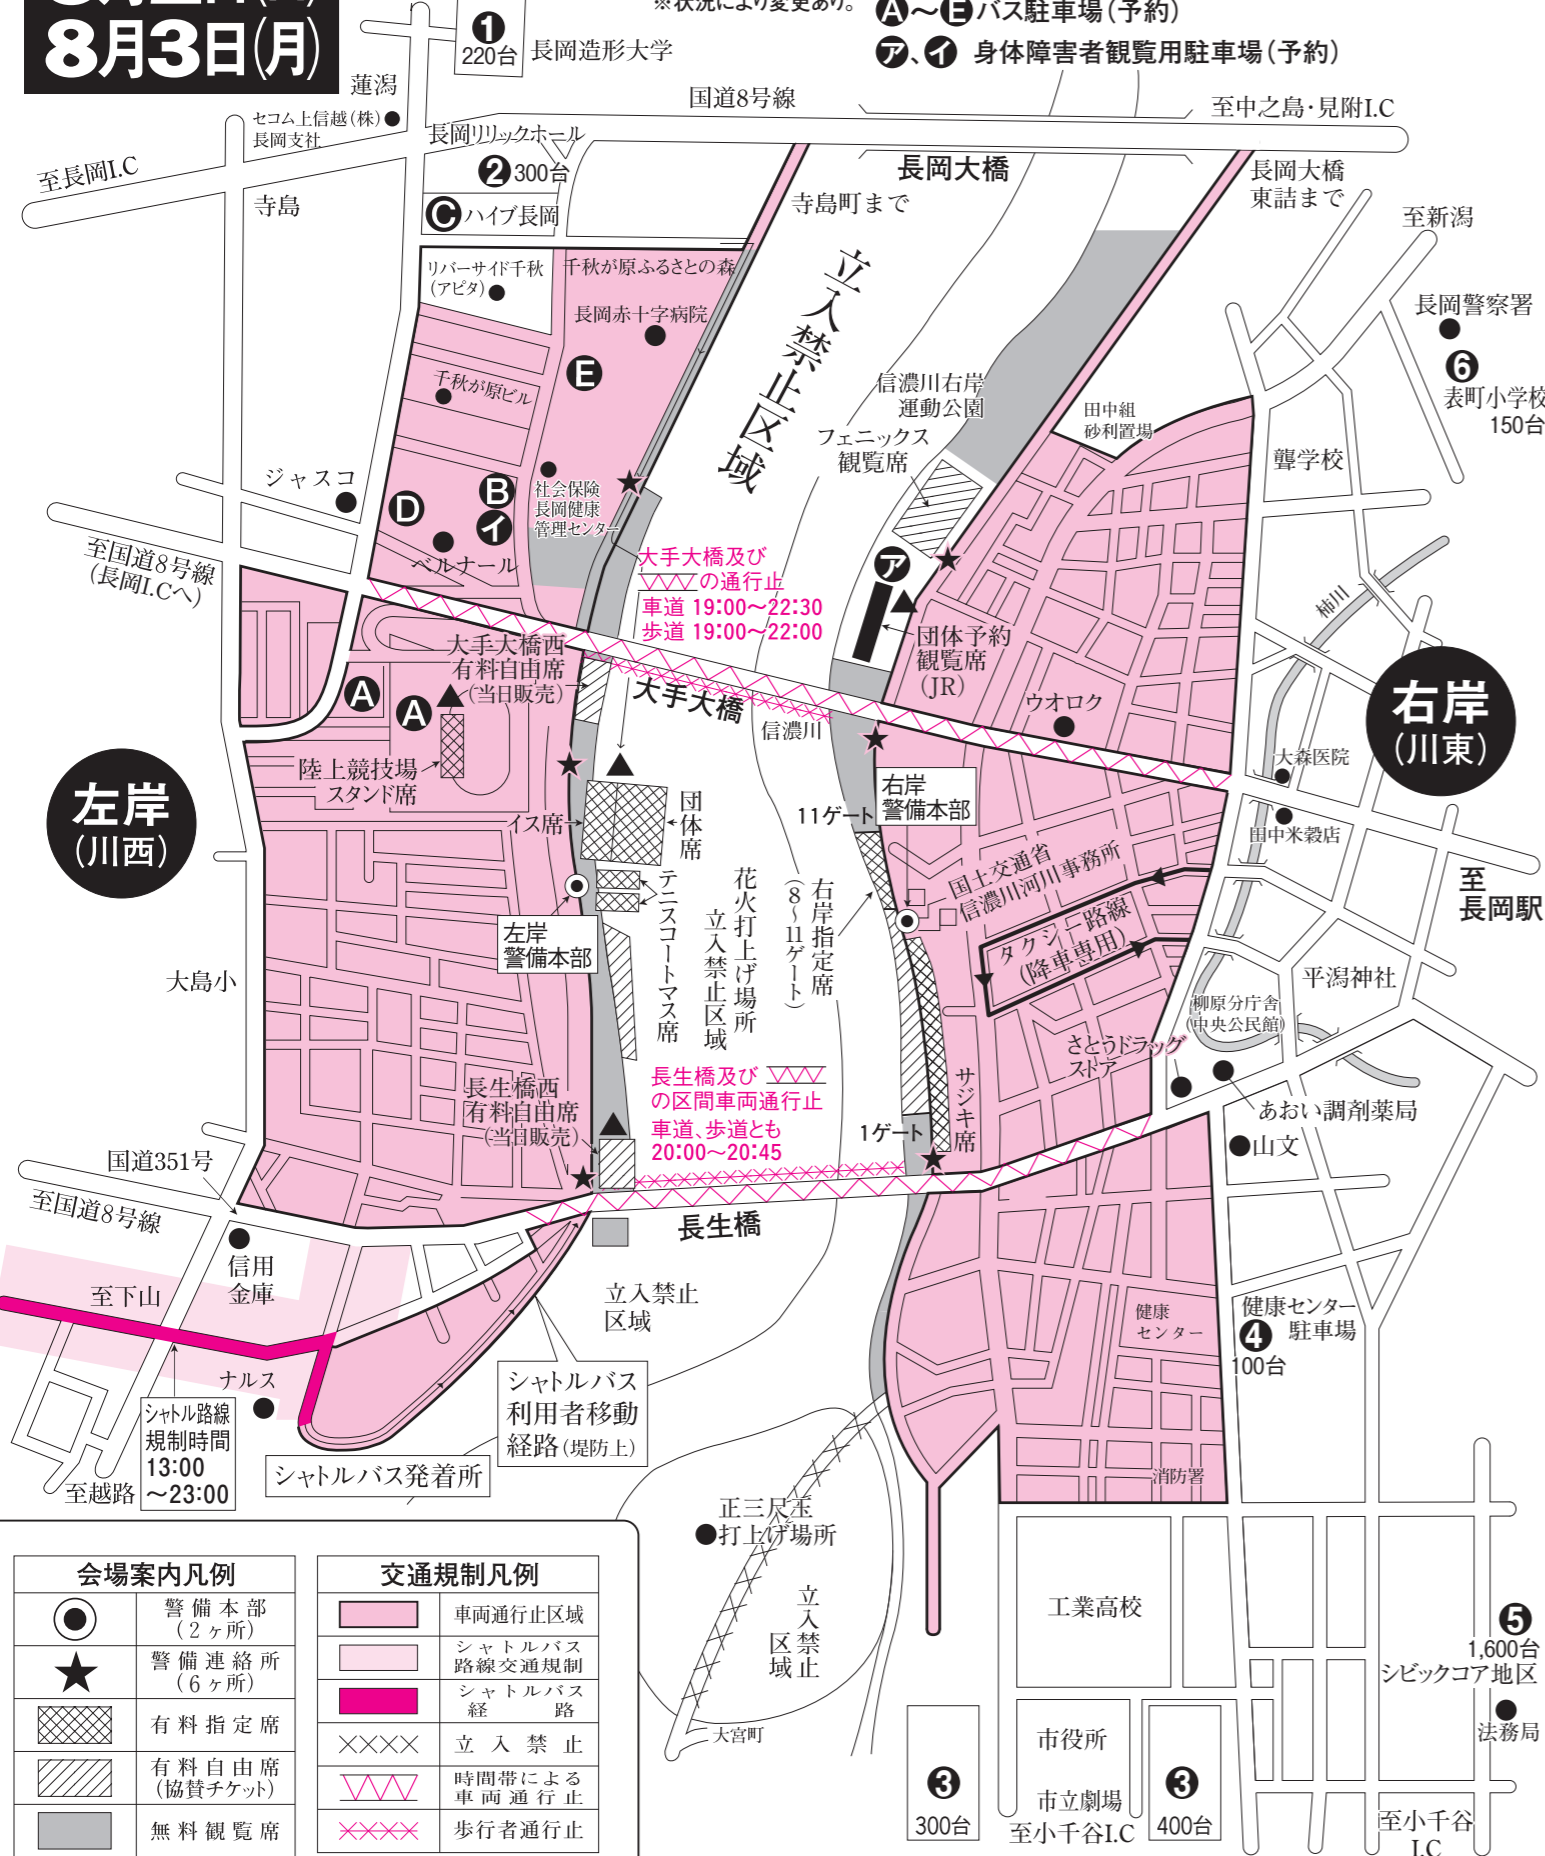 8月3日(月)
※状況により変更あり。
A〜Eバス駐車場(予約)
ア、イ 身体障害者観覧用駐車場(予約)
1
220台
長岡造形大学
蓮潟
セコム上信越(株)
長岡支社
国道8号線
至中之島・見附I.C
長岡リリックホール
2 300台
C ハイブ長岡
至長岡I.C
寺島
長岡大橋
寺島町まで
長岡大橋
東詰まで
至新潟
リバーサイド千秋
(アピタ)
千秋が原ふるさとの森
長岡赤十字病院
E
千秋が原ビル
立入禁止区域
長岡警察署
6
表町小学校
150台
信濃川右岸
運動公園
フェニックス
観覧席
田中組
砂利置場
聾学校
ジャスコ
D
B
イ
社会保険
長岡健康
管理センター
ベルナール
至国道8号線
(長岡I.Cへ)
大手大橋及び
の通行止
車道 19:00〜22:30
歩道 19:00〜22:00
ア
団体予約
観覧席
(JR)
柿川
大手大橋西
有料自由席
(当日販売)
大手大橋
信濃川
ウオロク
右岸
(川東)
A
A
陸上競技場
スタンド席
左岸
(川西)
イス席
団体席
テニスコートマス席
花火打上げ場所
立入禁止区域
右岸指定席
(8〜11ゲート)
11ゲート
右岸
警備本部
大森医院
田中米穀店
至
長岡駅
国土交通省
信濃川河川事務所
タクシー路線
(降車専用)
左岸
警備本部
大島小
平潟神社
柳原分庁舎
(中央公民館)
さとうドラッグ
ストア
あおい調剤薬局
山文
長生橋西
有料自由席
(当日販売)
長生橋及び
の区間車両通行止
車道、歩道とも
20:00〜20:45
1ゲート
サジキ席
長生橋
国道351号
至国道8号線
信用
金庫
至下山
ナルス
シャトル路線
規制時間
13:00
〜23:00
至越路
シャトルバス発着所
シャトルバス
利用者移動
経路(堤防上)
立入禁止
区域
健康
センター
健康センター
駐車場
4
100台
消防署
正三尺玉
打上げ場所
立入禁止
区域
大宮町
工業高校
5
1,600台
シビックコア地区
法務局
市役所
市立劇場
3
300台
3
400台
至小千谷I.C
至小千谷
I.C
会場案内凡例
警備本部
(2ヶ所)
警備連絡所
(6ヶ所)
有料指定席
有料自由席
(協賛チケット)
無料観覧席
交通規制凡例
車両通行止区域
シャトルバス
路線交通規制
シャトルバス
経路
立入禁止
時間帯による
車両通行止
歩行者通行止